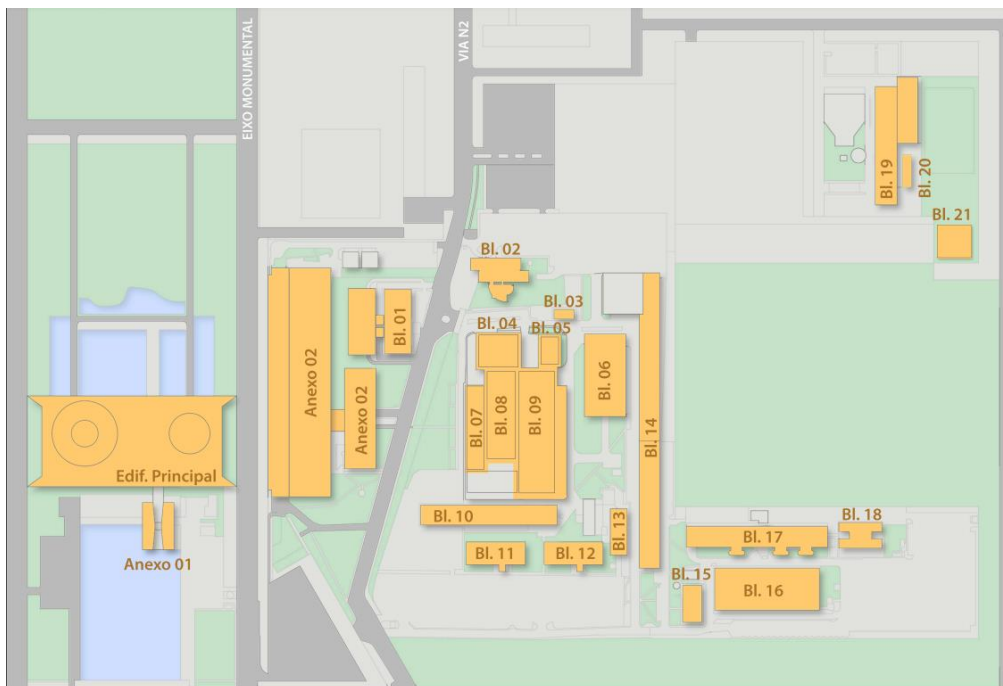 EIXO MONUMENTAL
VIA N2
Bl. 19
Bl. 20
Bl. 21
Bl. 02
Bl. 03
Bl. 01
Bl. 04
Bl. 05
Anexo 02
Anexo 02
Bl. 06
Bl. 07
Bl. 08
Bl. 09
Bl. 14
Edif. Principal
Anexo 01
Bl. 10
Bl. 13
Bl. 11
Bl. 12
Bl. 18
Bl. 17
Bl. 15
Bl. 16